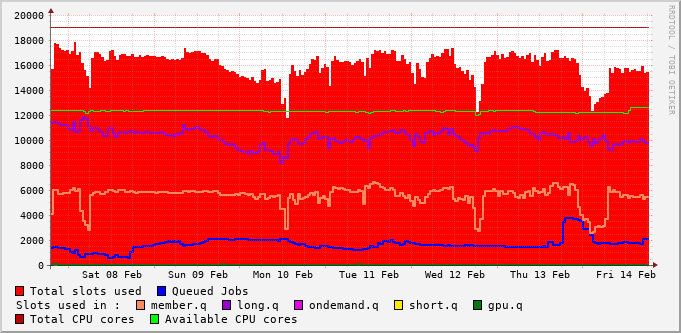 20000
18000
16000
14000
12000
10000
8000
6000
4000
2000
0
Sat 08 Feb Sun 09 Feb Mon 10 Feb Tue 11 Feb Wed 12 Feb Thu 13 Feb Fri 14 Feb
Total slots used Queued Jobs
Slots used in : member.q long.q ondemand.q short.q gpu.q
Total CPU cores Available CPU cores
RRDTOOL / TOBI OETIKER